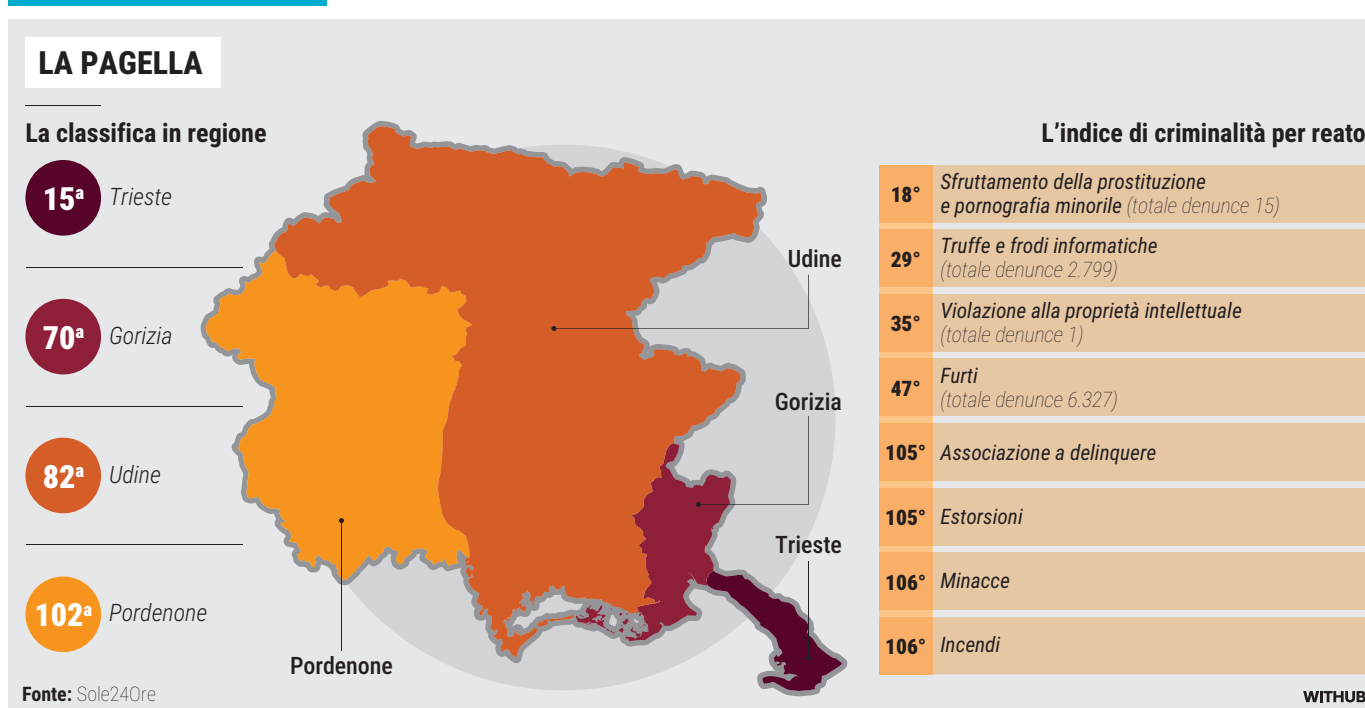 LA PAGELLA
La classifica in regione
15ª Trieste
70ª Gorizia
82ª Udine
102ª Pordenone
Udine
Gorizia
Trieste
Pordenone
L'indice di criminalità per reato
18° Sfruttamento della prostituzione
e pornografia minorile (totale denunce 15)
29° Truffe e frodi informatiche
(totale denunce 2.799)
35° Violazione alla proprietà intellettuale
(totale denunce 1)
47° Furti
(totale denunce 6.327)
105° Associazione a delinquere
105° Estorsioni
106° Minacce
106° Incendi
Fonte: Sole24Ore
WITHUB